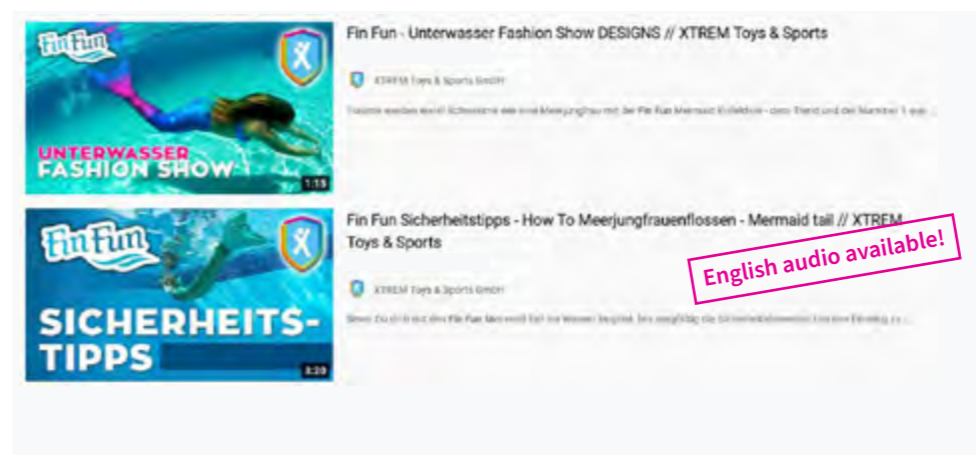 Fin Fun
UNTERWASSER
FASHION SHOW
1:15
Fin Fun - Unterwasser Fashion Show DESIGNS // XTREM Toys & Sports
XTREM Toys & Sports GmbH
Fin Fun
SICHERHEITS-
TIPPS
3:20
Fin Fun Sicherheitstipps - How To Meerjungfrauenflossen - Mermaid tail // XTREM
Toys & Sports
English audio available!
XTREM Toys & Sports GmbH